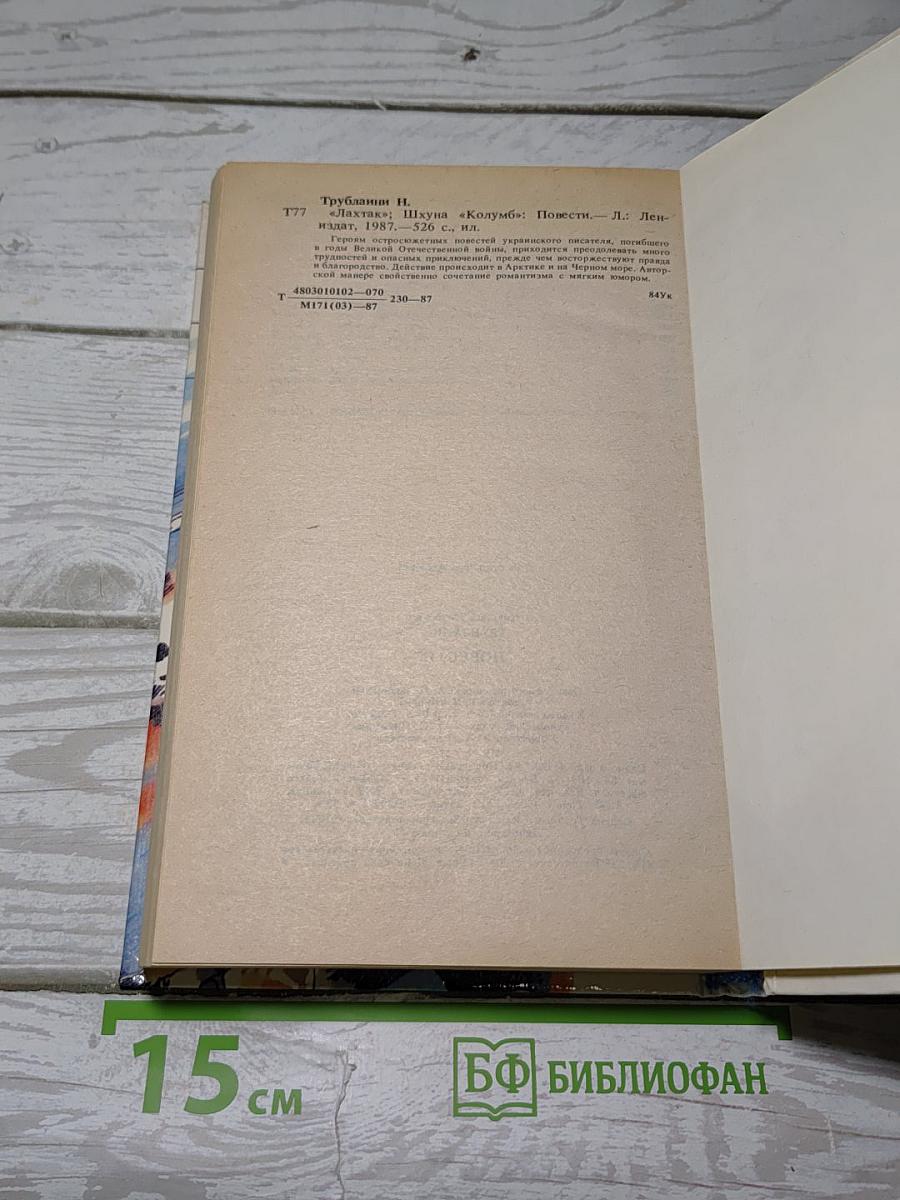 Трублаини Н.
Т77 «Лахтак»; Шхуна «Колумб»: Повести.— Л.: Лен-
издат, 1987.—526 с., ил.
Героям остросюжетных повестей украинского писателя, погибшего
в годы Великой Отечественной войны, приходится преодолевать много
трудностей и опасных приключений, прежде чем восторжествуют правда
и благородство. Действие происходит в Арктике и на Черном море. Автор-
ской манере свойственно сочетание романтизма с мягким юмором.
4803010102—070
Т 230—87 84Ук
М171(03)—87
15 см БФ БИБЛИОФАН